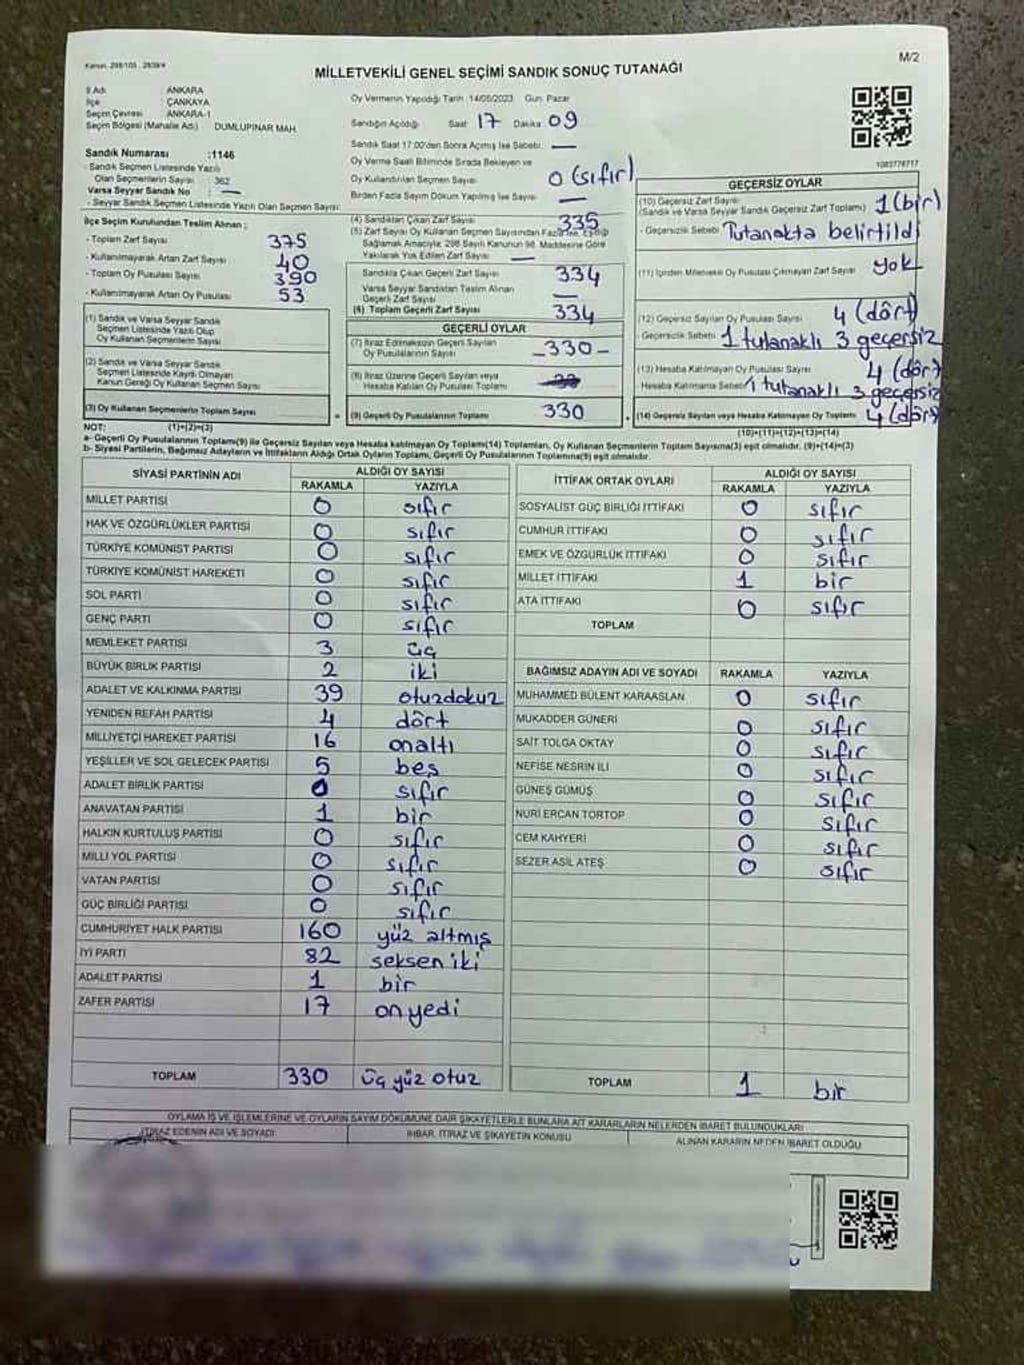 Kanun. 298/105 , 2839/4
M/2
MİLLETVEKİLİ GENEL SEÇİMİ SANDIK SONUÇ TUTANAĞI
İl Adı : ANKARA
İlçe : ÇANKAYA
Seçim Çevresi : ANKARA-1
Seçim Bölgesi (Mahalle Adı) : DUMLUPINAR MAH.
Sandık Numarası :1146
- Sandık Seçmen Listesinde Yazılı
Olan Seçmenlerin Sayısı : 362
Varsa Seyyar Sandık No : —
- Seyyar Sandık Seçmen Listesinde Yazılı Olan Seçmen Sayısı:
İlçe Seçim Kurulundan Teslim Alınan ;
- Toplam Zarf Sayısı : 375
- Kullanılmayarak Artan Zarf Sayısı : 40
- Toplam Oy Pusulası Sayısı : 390
- Kullanılmayarak Artan Oy Pusulası : 53
(1) Sandık ve Varsa Seyyar Sandık
Seçmen Listesinde Yazılı Olup
Oy Kullanan Seçmenlerin Sayısı
(2) Sandık ve Varsa Seyyar Sandık
Seçmen Listesinde Kaydı Olmayan
Kanun Gereği Oy Kullanan Seçmen Sayısı
(3) Oy Kullanan Seçmenlerin Toplam Sayısı
Oy Vermenin Yapıldığı Tarih :14/05/2023 Gün: Pazar
Sandığın Açıldığı Saat 17 Dakika 09
Sandık Saat 17:00'den Sonra Açılmış İse Sebebi: —
Oy Verme Saati Bitiminde Sırada Bekleyen ve
Oy Kullandırılan Seçmen Sayısı: 0 (sıfır)
Birden Fazla Sayım Döküm Yapılmış İse Sayısı: —
(4) Sandıktan Çıkan Zarf Sayısı 335
(5) Zarf Sayısı Oy Kullanan Seçmen Sayısından Fazla ise, Eşitliği
Sağlamak Amacıyla, 298 Sayılı Kanunun 98. Maddesine Göre
Yakılarak Yok Edilen Zarf Sayısı: —
Sandıkta Çıkan Geçerli Zarf Sayısı 334
Varsa Seyyar Sandıktan Teslim Alınan
Geçerli Zarf Sayısı —
(6) Toplam Geçerli Zarf Sayısı 334
GEÇERLİ OYLAR
(7) İtiraz Edilmeksizin Geçerli Sayılan
Oy Pusulalarının Sayısı -330-
(8) İtiraz Üzerine Geçerli Sayılan veya
Hesaba Katılan Oy Pusulası Toplamı
= (9) Geçerli Oy Pusulalarının Toplamı 330
1083778717
GEÇERSİZ OYLAR
(10) Geçersiz Zarf Sayısı
(Sandık ve Varsa Seyyar Sandık Geçersiz Zarf Toplamı) 1 (bir)
- Geçersizlik Sebebi Tutanakta belirtildi
(11) İçinden Milletvekili Oy Pusulası Çıkmayan Zarf Sayısı yok
(12) Geçersiz Sayılan Oy Pusulası Sayısı 4 (dört)
- Geçersizlik Sebebi: 1 tutanaklı 3 geçersiz
(13) Hesaba Katılmayan Oy Pusulası Sayısı 4 (dört)
- Hesaba Katılmama Sebebi: 1 tutanaklı 3 geçersiz
+ (14) Geçersiz Sayılan veya Hesaba Katılmayan Oy Toplamı 4 (dört)
NOT: (1)+(2)=(3) (10)+(11)+(12)+(13)=(14)
a- Geçerli Oy Pusulalarının Toplamı(9) ile Geçersiz Sayılan veya Hesaba katılmayan Oy Toplamı(14) Toplamları, Oy Kullanan Seçmenlerin Toplam Sayısına(3) eşit olmalıdır. (9)+(14)=(3)
b- Siyasi Partilerin, Bağımsız Adayların ve İttifakların Aldığı Ortak Oyların Toplamı, Geçerli Oy Pusulalarının Toplamına(9) eşit olmalıdır.
SİYASİ PARTİNİN ADI ALDIĞI OY SAYISI
RAKAMLA YAZIYLA
MİLLET PARTİSİ 0 sıfır
HAK VE ÖZGÜRLÜKLER PARTİSİ 0 sıfır
TÜRKİYE KOMÜNİST PARTİSİ 0 sıfır
TÜRKİYE KOMÜNİST HAREKETİ 0 sıfır
SOL PARTİ 0 sıfır
GENÇ PARTİ 0 sıfır
MEMLEKET PARTİSİ 3 üç
BÜYÜK BİRLİK PARTİSİ 2 iki
ADALET VE KALKINMA PARTİSİ 39 otuzdokuz
YENİDEN REFAH PARTİSİ 4 dört
MİLLİYETÇİ HAREKET PARTİSİ 16 onaltı
YEŞİLLER VE SOL GELECEK PARTİSİ 5 beş
ADALET BİRLİK PARTİSİ 0 sıfır
ANAVATAN PARTİSİ 1 bir
HALKIN KURTULUŞ PARTİSİ 0 sıfır
MİLLİ YOL PARTİSİ 0 sıfır
VATAN PARTİSİ 0 sıfır
GÜÇ BİRLİĞİ PARTİSİ 0 sıfır
CUMHURİYET HALK PARTİSİ 160 yüz altmış
İYİ PARTİ 82 seksen iki
ADALET PARTİSİ 1 bir
ZAFER PARTİSİ 17 onyedi
TOPLAM 330 üç yüz otuz
İTTİFAK ORTAK OYLARI ALDIĞI OY SAYISI
RAKAMLA YAZIYLA
SOSYALİST GÜÇ BİRLİĞİ İTTİFAKI 0 sıfır
CUMHUR İTTİFAKI 0 sıfır
EMEK VE ÖZGÜRLÜK İTTİFAKI 0 sıfır
MİLLET İTTİFAKI 1 bir
ATA İTTİFAKI 0 sıfır
TOPLAM
BAĞIMSIZ ADAYIN ADI VE SOYADI RAKAMLA YAZIYLA
MUHAMMED BÜLENT KARAASLAN 0 sıfır
MUKADDER GÜNERİ 0 sıfır
SAİT TOLGA OKTAY 0 sıfır
NEFİSE NESRİN İLİ 0 sıfır
GÜNEŞ GÜMÜŞ 0 sıfır
NURİ ERCAN TORTOP 0 sıfır
CEM KAHYERİ 0 sıfır
SEZER ASİL ATEŞ 0 sıfır
TOPLAM 1 bir
OYLAMA İŞ VE İŞLEMLERİNE VE OYLARIN SAYIM DÖKÜMÜNE DAİR ŞİKAYETLERLE BUNLARA AİT KARARLARIN NELERDEN İBARET BULUNDUKLARI
İTİRAZ EDENİN ADI VE SOYADI İHBAR, İTİRAZ VE ŞİKAYETİN KONUSU ALINAN KARARIN NEDEN İBARET OLDUĞU